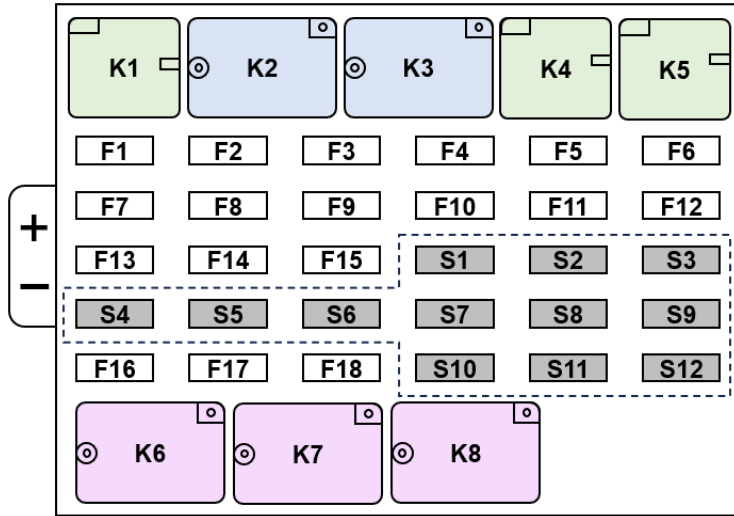 K1 K2 K3 K4 K5
F1 F2 F3 F4 F5 F6
F7 F8 F9 F10 F11 F12
+
F13 F14 F15 S1 S2 S3
−
S4 S5 S6 S7 S8 S9
F16 F17 F18 S10 S11 S12
K6 K7 K8